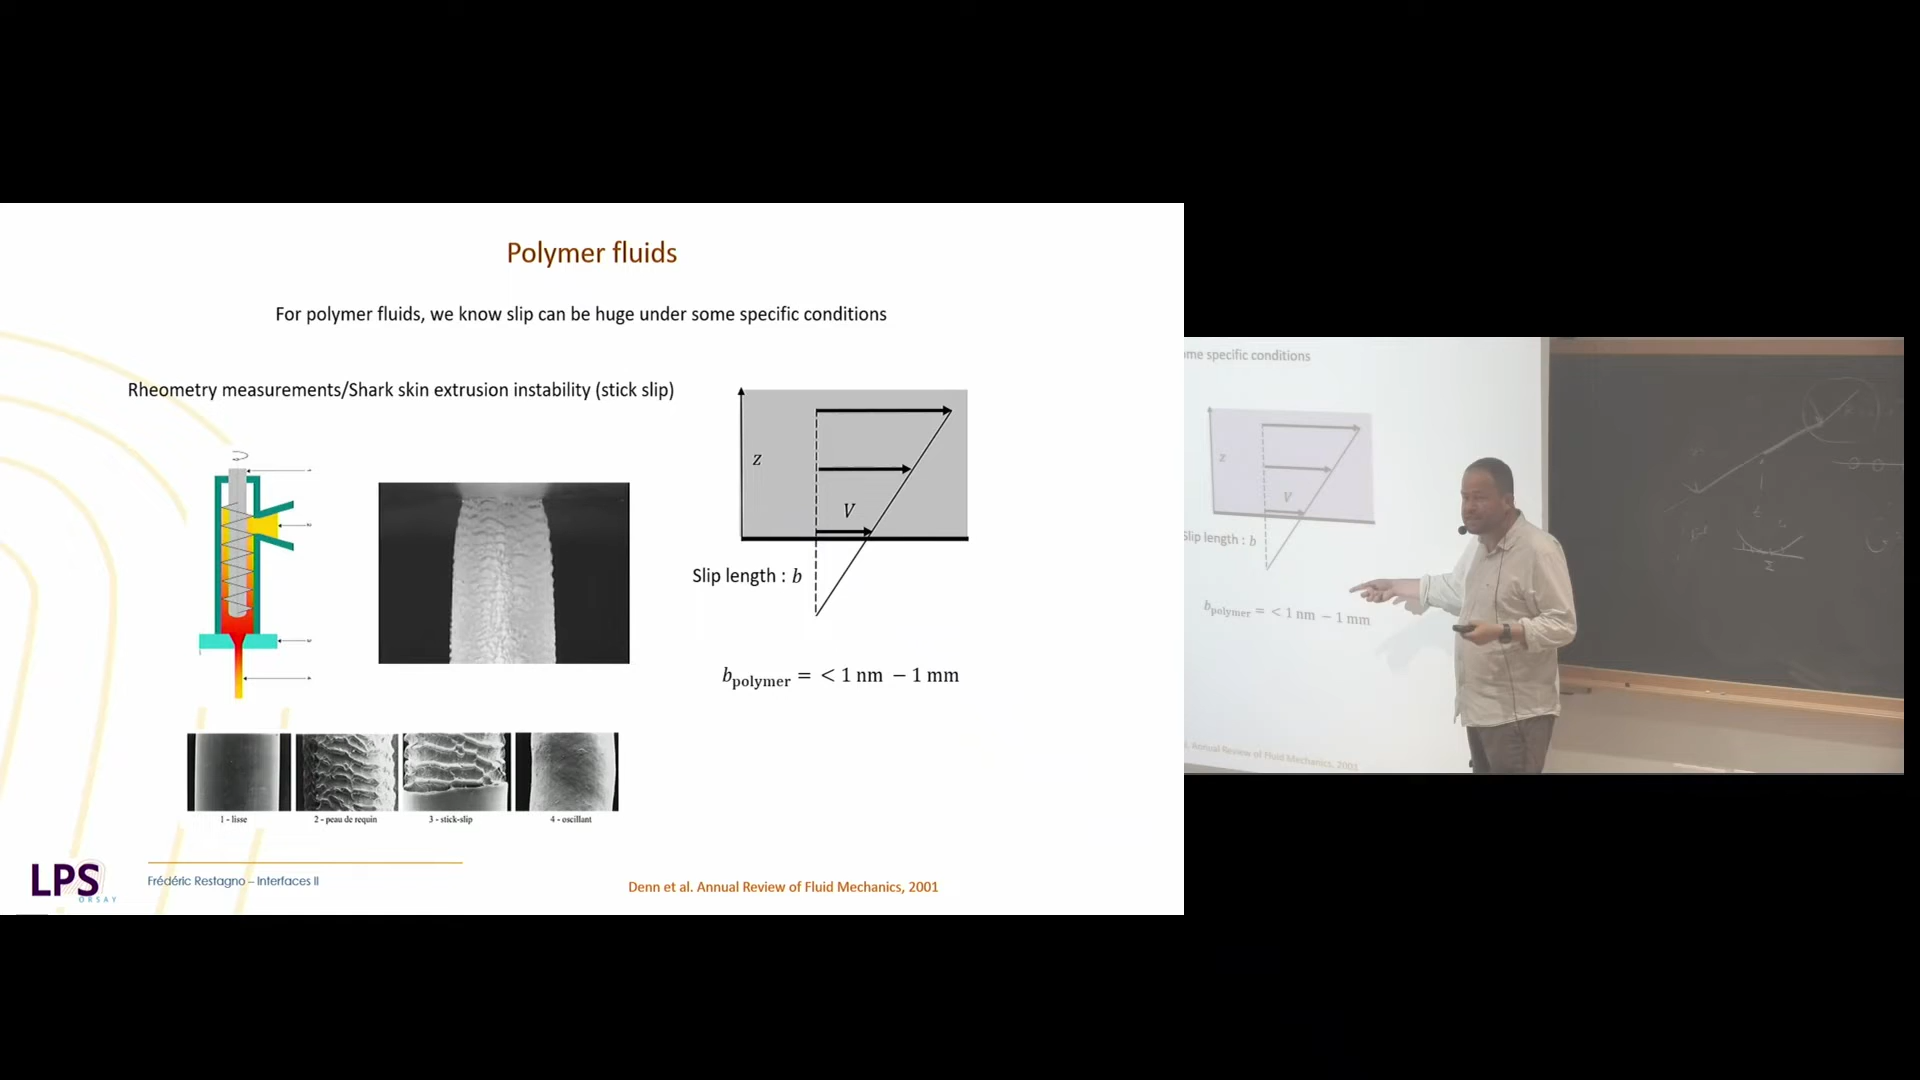 Polymer fluids
For polymer fluids, we know slip can be huge under some specific conditions
Rheometry measurements/Shark skin extrusion instability (stick slip)
z
V
Slip length : b
b_polymer = < 1 nm − 1 mm
1 - lisse
2 - peau de requin
3 - stick-slip
4 - oscillant
LPS
ORSAY
Frédéric Restagno – Interfaces II
Denn et al. Annual Review of Fluid Mechanics, 2001
me specific conditions
z
V
Slip length : b
b_polymer = < 1 nm − 1 mm
l. Annual Review of Fluid Mechanics, 2001